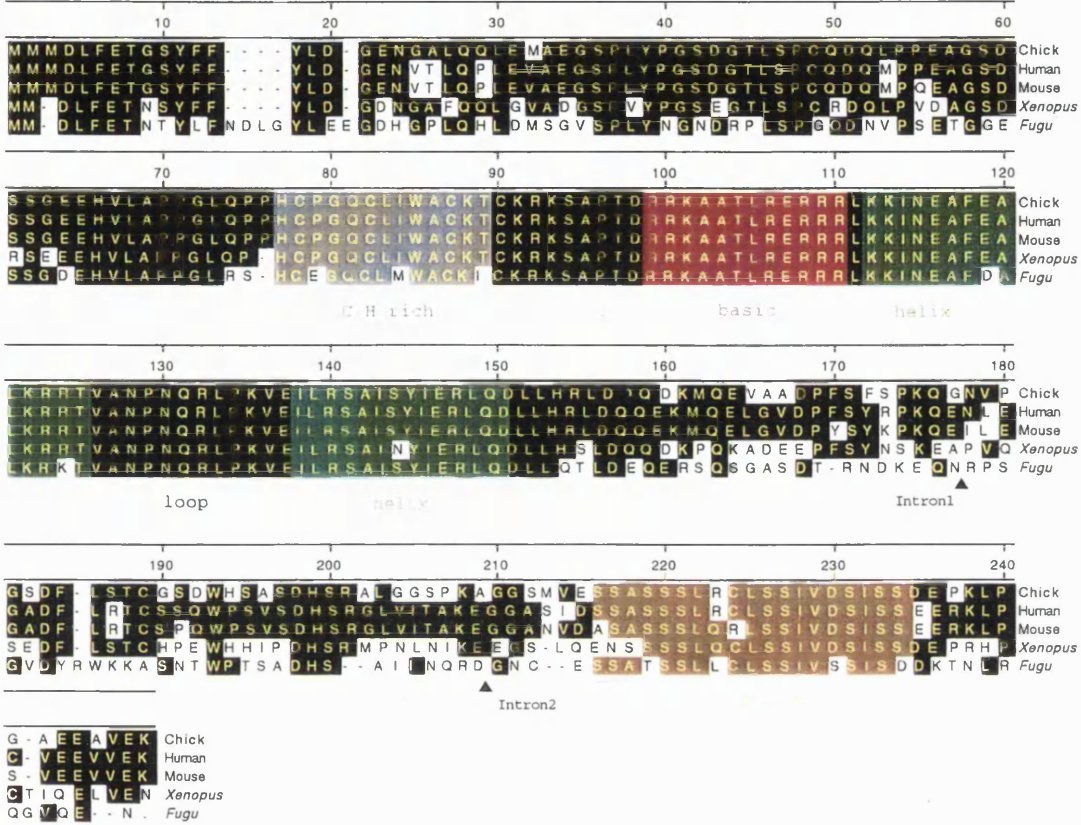 10 20 30 40 50 60
MMMDLFETGSYFF----YLD-GENGALQQLEMAEGSPLYPGSDGTLSPCQDQLPPEAGSD Chick
MMMDLFETGSYFF----YLD-GENVTLQPLEVAEGSPLYPGSDGTLSPCQDQMPPEAGSD Human
MMMDLFETGSYFF----YLD-GENVTLQPLEVAEGSPLYPGSDGTLSPCQDQMPQEAGSD Mouse
MM-DLFETNSYFF----YLD-GDNGAFQQLGVADGSPVYPGSEGTLSPCRDQLPVDAGSD Xenopus
MM-DLFETNTYLFNDLGYLEEGDHGPLQHLDMSGVSPLYNGNDRPLSPGQDNVPSETGGE Fugu
70 80 90 100 110 120
SSGEEHVLAPPGLQPPHCPGQCLIWACKTCKRKSAPTDRRKAATLRERRRLKKINEAFEA Chick
SSGEEHVLAPPGLQPPHCPGQCLIWACKTCKRKSAPTDRRKAATLRERRRLKKINEAFEA Human
SSGEEHVLAPPGLQPPHCPGQCLIWACKTCKRKSAPTDRRKAATLRERRRLKKINEAFEA Mouse
RSEEEHVLAPPGLQP-HCPGQCLIWACKTCKRKSAPTDRRKAATLRERRRLKKINEAFEA Xenopus
SSGDEHVLAPPGLRS-HCEGQCLMWACKICKRKSAPTDRRKAATLRERRRLKKINEAFDA Fugu
C/H rich basic helix
130 140 150 160 170 180
LKRRTVANPNQRLPKVEILRSAISYIERLQDLLHRLDQQDKMQEVAADPFSFSPKQGNVP Chick
LKRRTVANPNQRLPKVEILRSAISYIERLQDLLHRLDQQEKMQELGVDPFSYRPKQENLE Human
LKRRTVANPNQRLPKVEILRSAISYIERLQDLLHRLDQQEKMQELGVDPYSYKPKQEILE Mouse
LKRRTVANPNQRLPKVEILRSAINYIERLQDLLHSLDQQDKPQKADEEPFSYNSKEAPVQ Xenopus
LKRKTVANPNQRLPKVEILRSAISYIERLQDLLQTLDEQERSQSGASDT-RNDKEQNRPS Fugu
loop helix Intron1
190 200 210 220 230 240
GSDF-LSTCGSDWHSASDHSRALGGSPKAGGSMVESSASSSLRCLSSIVDSISSDEPKLP Chick
GADF-LRTCSSQWPSVSDHSRGLVITAKEGGASIDSSASSSLRCLSSIVDSISSEERKLP Human
GADF-LRTCSPQWPSVSDHSRGLVITAKEGGANVDASASSSLQRLSSIVDSISSEERKLP Mouse
SEDF-LSTCHPEWHHIPDHSRMPNLNIKEEGS-LQENSSSSLQCLSSIVDSISSDEPRHP Xenopus
GVDYRWKKASNTWPTSADHS--AILNQRDGNC--ESSATSSLLCLSSIVSSISDDKTNLR Fugu
Intron2
G-AEEAVEK Chick
C-VEEVVEK Human
S-VEEVVEK Mouse
CTIQELVEN Xenopus
QGVQE--N. Fugu